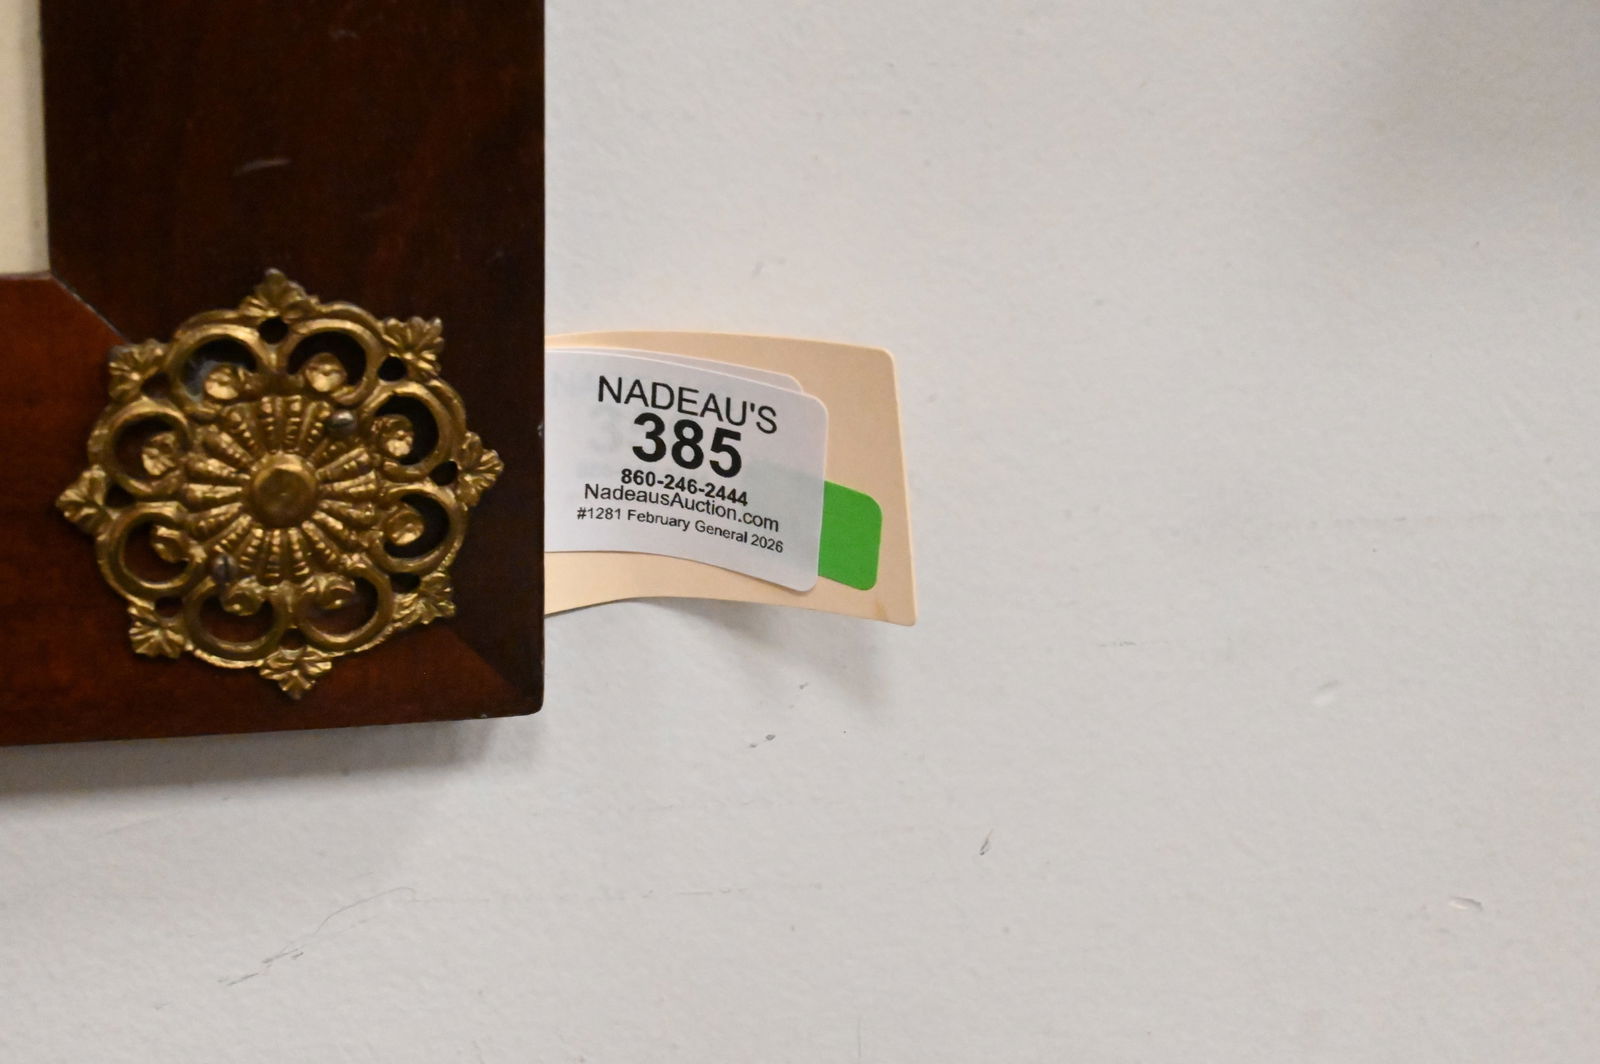 NADEAU'S
385
860-246-2444
NadeausAuction.com
#1281 February General 2026